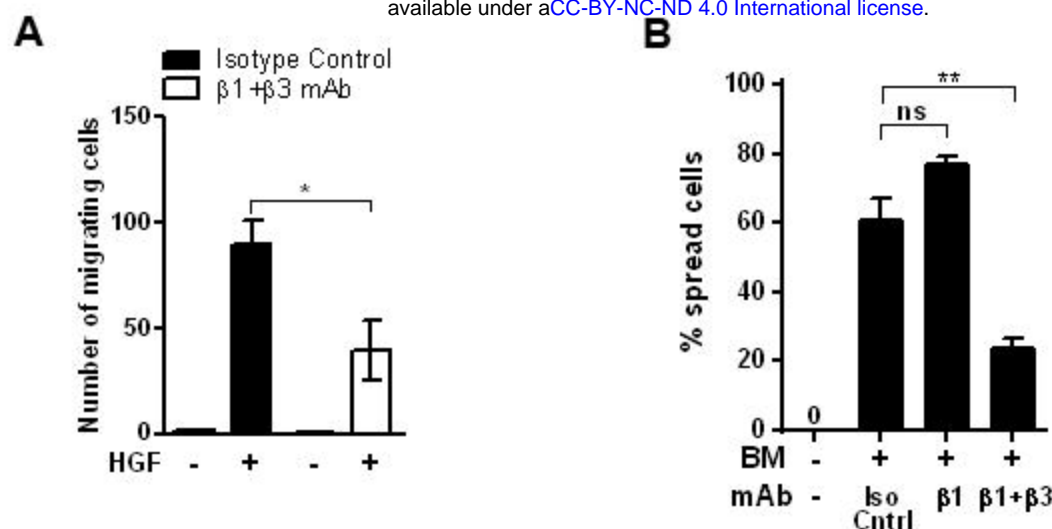 available under aCC-BY-NC-ND 4.0 International license.
A
Isotype Control
β1+β3 mAb
150
100
50
0
Number of migrating cells
*
HGF - + - +
B
100
80
60
40
20
0
% spread cells
**
ns
0
BM - + + +
mAb - Iso Cntrl β1 β1+β3